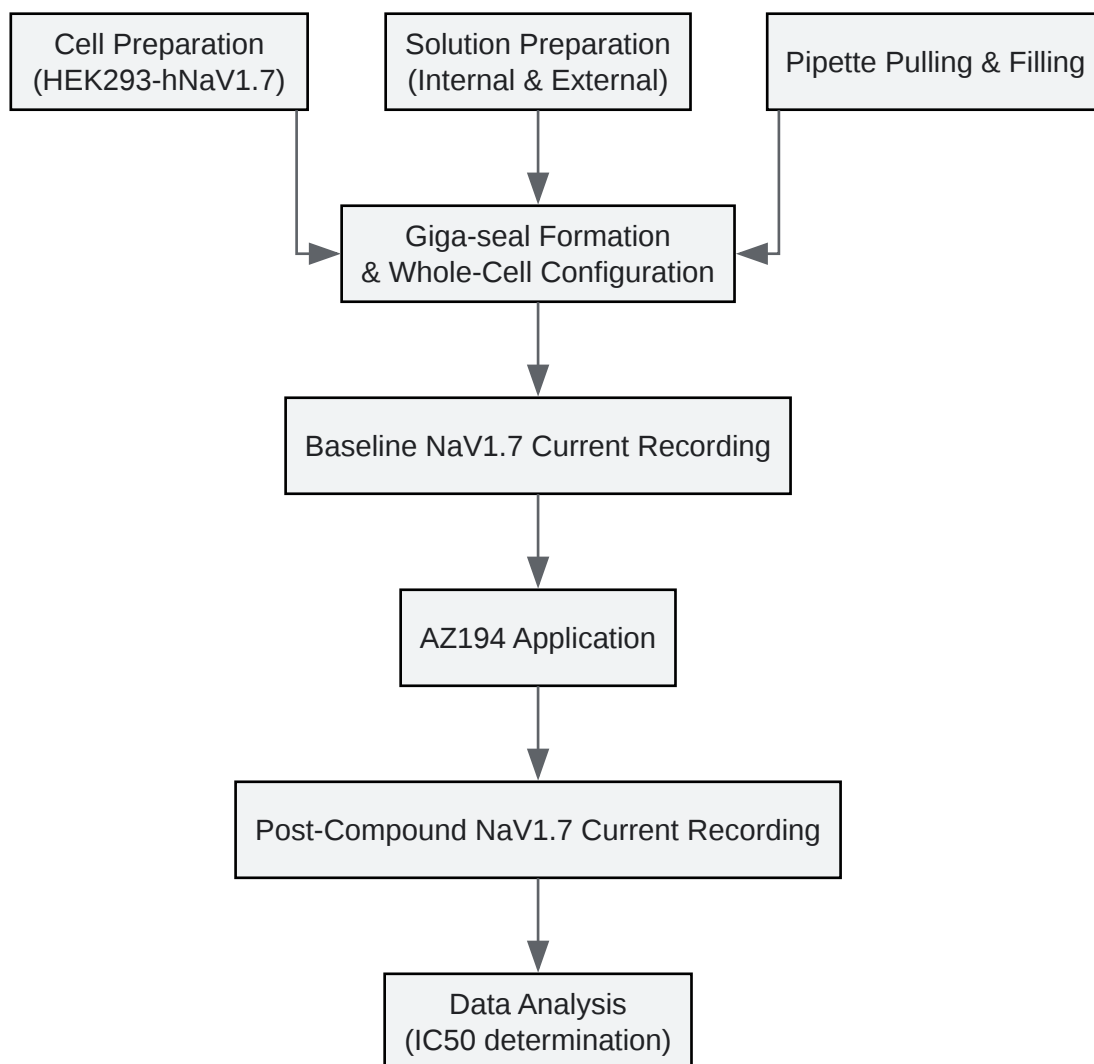 Cell Preparation
(HEK293-hNaV1.7)
Solution Preparation
(Internal & External)
Pipette Pulling & Filling
Giga-seal Formation
& Whole-Cell Configuration
Baseline NaV1.7 Current Recording
AZ194 Application
Post-Compound NaV1.7 Current Recording
Data Analysis
(IC50 determination)